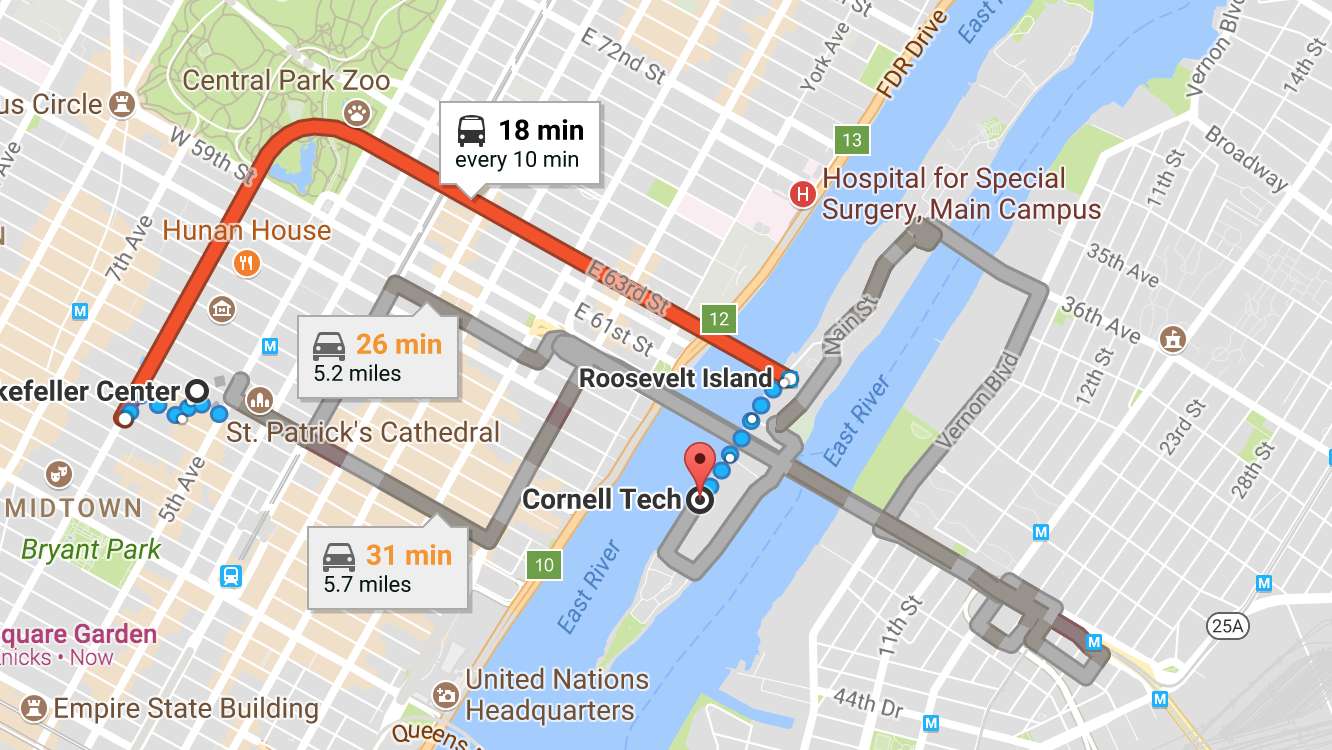 East R
Vernon Blvd
14th St
E 72nd St
York Ave
FDR Drive
Central Park Zoo
us Circle
W 59th St
Ave
18 min
every 10 min
13
Hospital for Special
Surgery, Main Campus
H
11th St
Broadway
7th Ave
Hunan House
N
35th Ave
E 63rd St
36th Ave
M
12
E 61st St
Main St
26 min
5.2 miles
M
kefeller Center
Roosevelt Island
12th St
Vernon Blvd
East River
St. Patrick's Cathedral
23rd St
28th St
MIDTOWN
5th Ave
Cornell Tech
Bryant Park
31 min
5.7 miles
10
East River
M
M
11th St
25A
M
quare Garden
nicks • Now
United Nations
Headquarters
44th Dr
M
M
Empire State Building
Queens